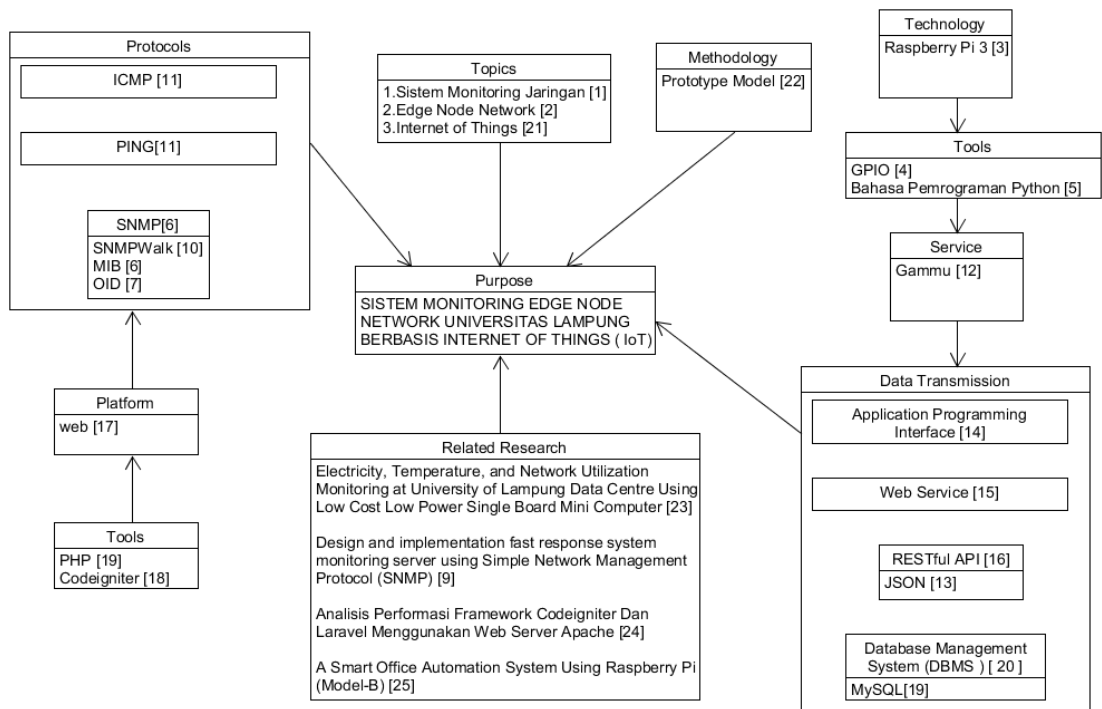 Protocols
ICMP [11]
PING[11]
SNMP[6]
SNMPWalk [10]
MIB [6]
OID [7]
Platform
web [17]
Tools
PHP [19]
Codeigniter [18]
Topics
1.Sistem Monitoring Jaringan [1]
2.Edge Node Network [2]
3.Internet of Things [21]
Methodology
Prototype Model [22]
Purpose
SISTEM MONITORING EDGE NODE
NETWORK UNIVERSITAS LAMPUNG
BERBASIS INTERNET OF THINGS ( IoT)
Related Research
Electricity, Temperature, and Network Utilization
Monitoring at University of Lampung Data Centre Using
Low Cost Low Power Single Board Mini Computer [23]
Design and implementation fast response system
monitoring server using Simple Network Management
Protocol (SNMP) [9]
Analisis Performasi Framework Codeigniter Dan
Laravel Menggunakan Web Server Apache [24]
A Smart Office Automation System Using Raspberry Pi
(Model-B) [25]
Technology
Raspberry Pi 3 [3]
Tools
GPIO [4]
Bahasa Pemrograman Python [5]
Service
Gammu [12]
Data Transmission
Application Programming
Interface [14]
Web Service [15]
RESTful API [16]
JSON [13]
Database Management
System (DBMS ) [ 20 ]
MySQL[19]